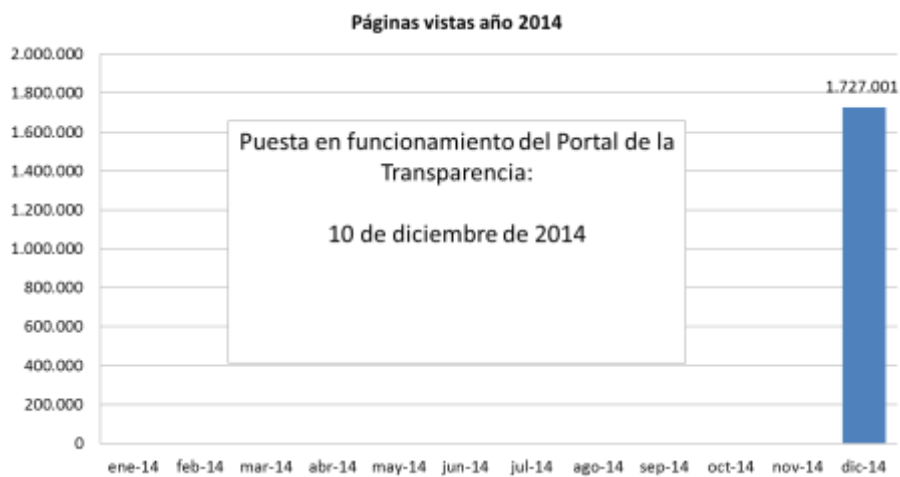 Páginas vistas año 2014
2.000.000
1.800.000
1.600.000
1.400.000
1.200.000
1.000.000
800.000
600.000
400.000
200.000
0
1.727.001
Puesta en funcionamiento del Portal de la
Transparencia:
10 de diciembre de 2014
ene-14 feb-14 mar-14 abr-14 may-14 jun-14 jul-14 ago-14 sep-14 oct-14 nov-14 dic-14